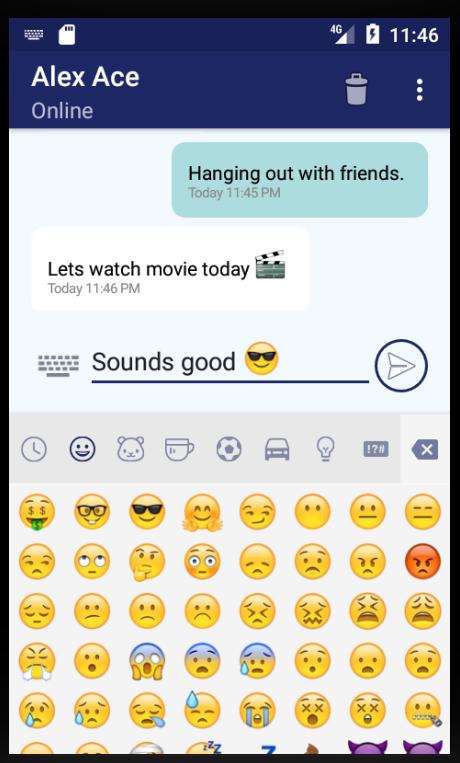 4G 11:46
Alex Ace
Online
Hanging out with friends.
Today 11:45 PM
Lets watch movie today 🎬
Today 11:46 PM
Sounds good 😎
!?#